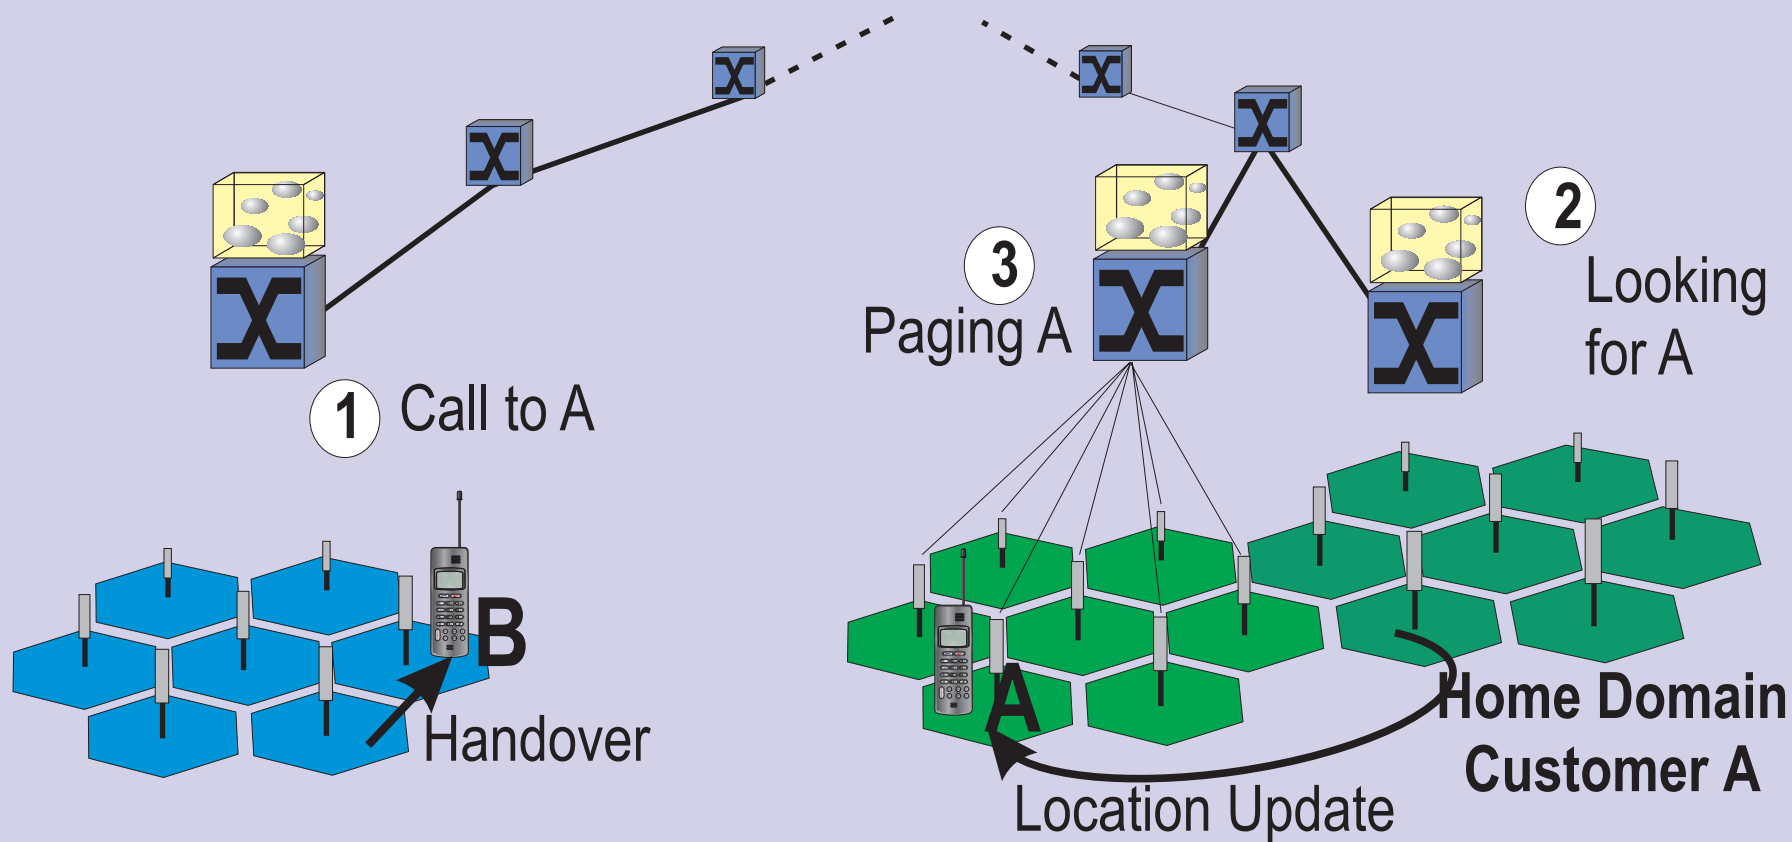 1 Call to A
2
Looking
for A
3
Paging A
B
Handover
A
Home Domain
Customer A
Location Update